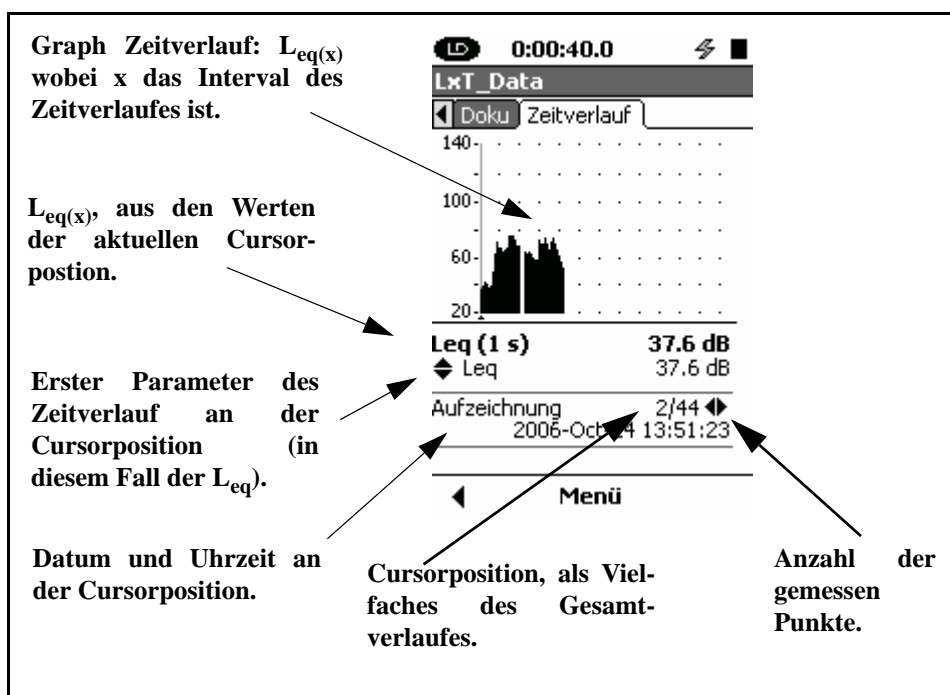 Graph Zeitverlauf: Leq(x)
wobei x das Interval des
Zeitverlaufes ist.
Leq(x), aus den Werten
der aktuellen Cursor-
postion.
Erster Parameter des
Zeitverlauf an der
Cursorposition (in
diesem Fall der Leq).
Datum und Uhrzeit an
der Cursorposition.
LD 0:00:40.0
LxT_Data
Doku Zeitverlauf
140
100
60
20
Leq (1 s) 37.6 dB
Leq 37.6 dB
Aufzeichnung 2/44
2006-Oct 24 13:51:23
Menü
Cursorposition, als Viel-
faches des Gesamt-
verlaufes.
Anzahl der
gemessen
Punkte.